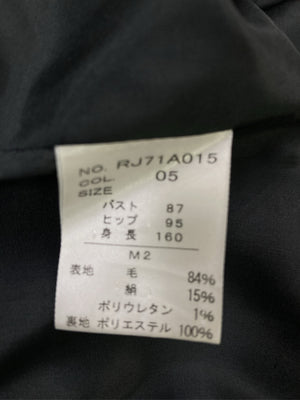 NO. RJ71A015
COL. 05
SIZE
バスト 87
ヒップ 95
身長 160
M2
表地 毛 84%
絹 15%
ポリウレタン 1%
裏地 ポリエステル 100%